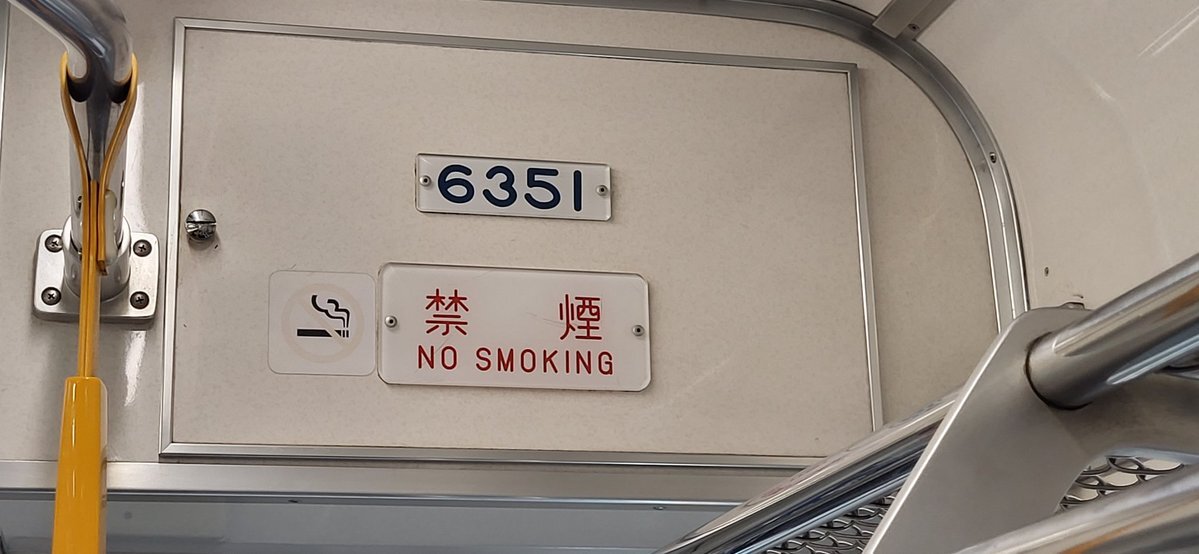 6351
禁 煙
NO SMOKING